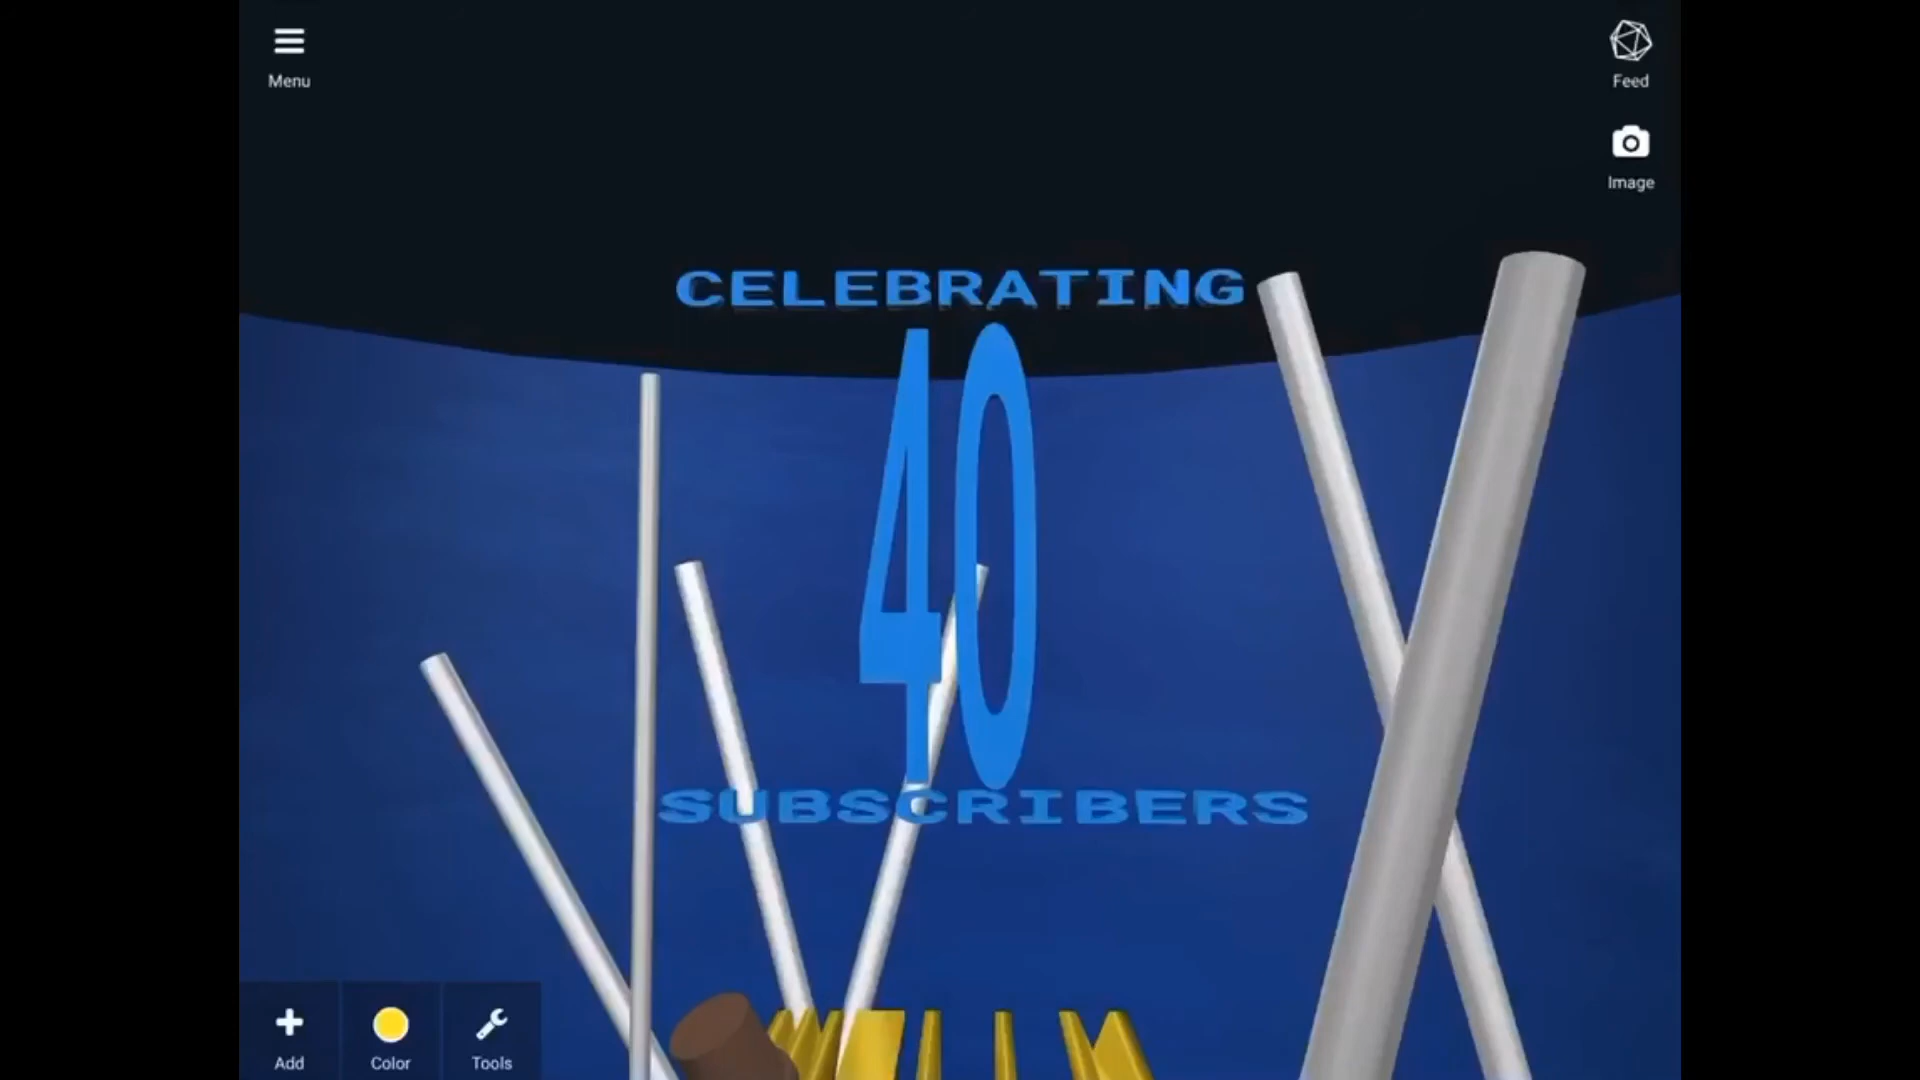 Menu
Feed
Image
CELEBRATING
40
SUBSCRIBERS
Add
Color
Tools